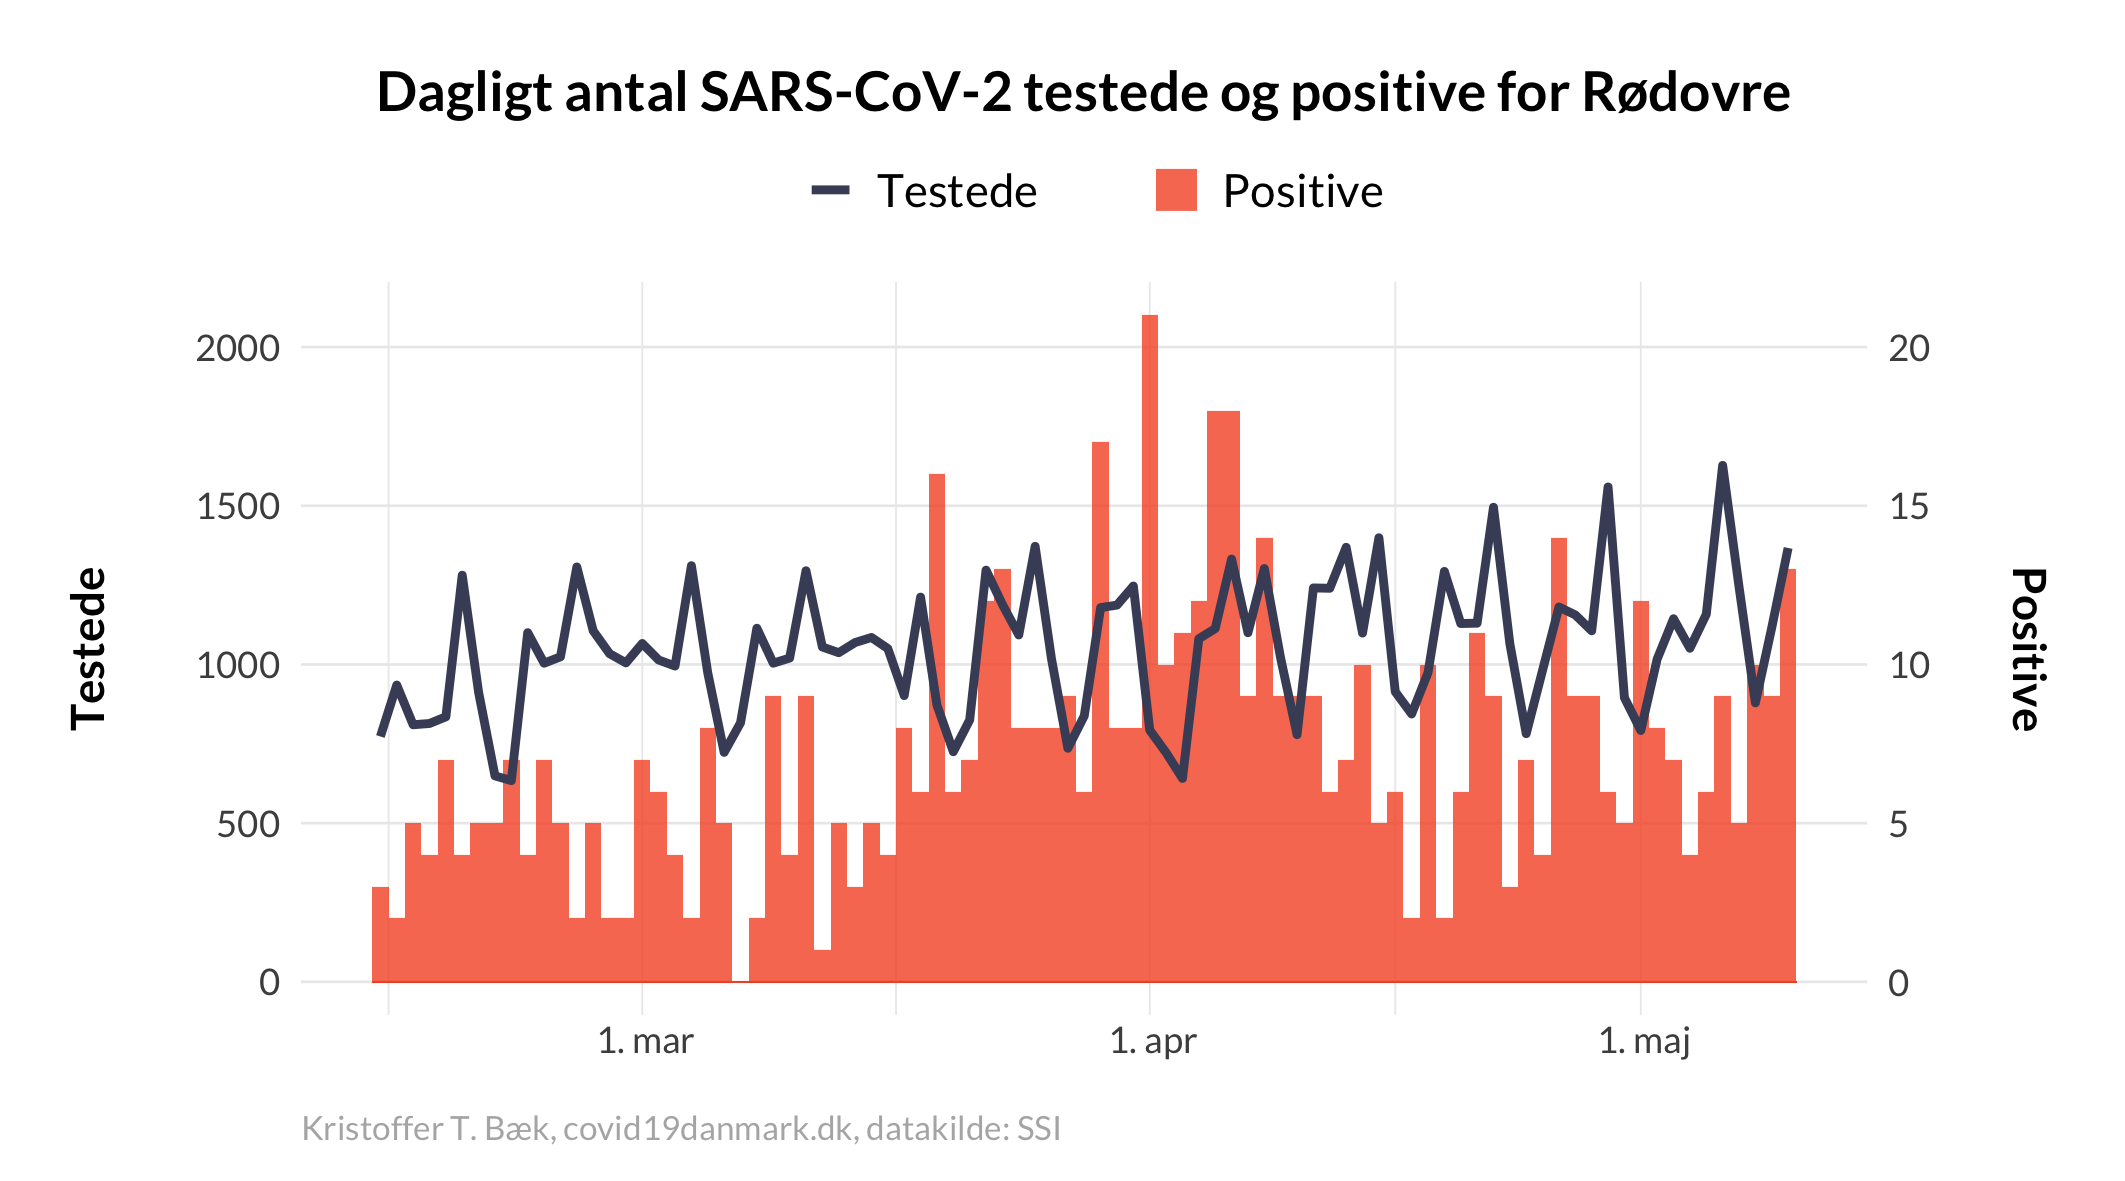 Dagligt antal SARS-CoV-2 testede og positive for Rødovre
Testede
Positive
2000
1500
1000
500
0
Testede
20
15
10
5
0
Positive
1. mar
1. apr
1. maj
Kristoffer T. Bæk, covid19danmark.dk, datakilde: SSI